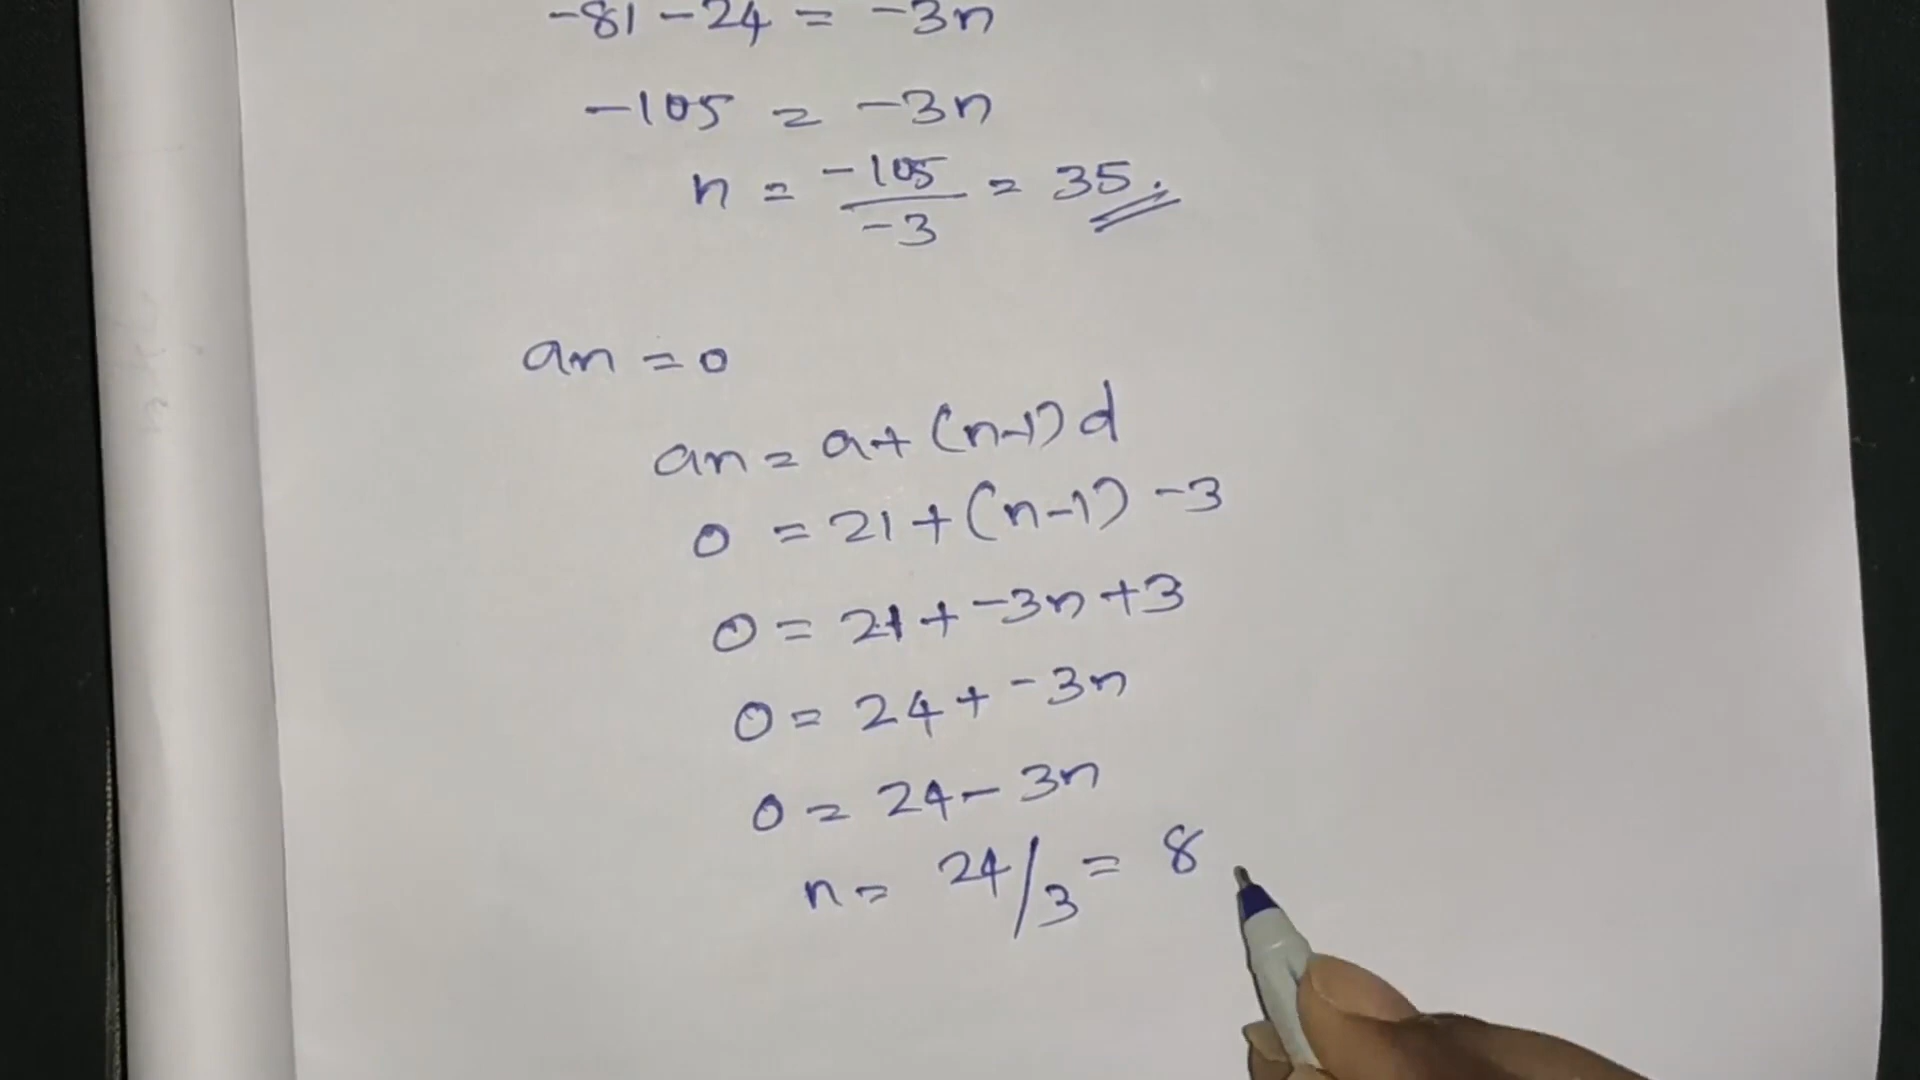 -81 - 24 = -3n
-105 = -3n
n = -105/-3 = 35.
an = 0
an = a + (n-1) d
0 = 21 + (n-1) -3
0 = 21 + -3n + 3
0 = 24 + -3n
0 = 24 - 3n
n = 24/3 = 8